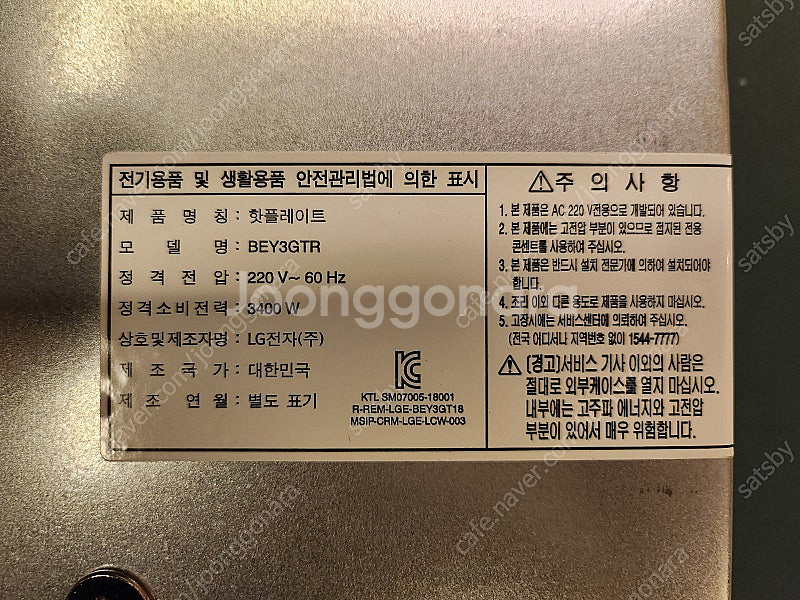 전기용품 및 생활용품 안전관리법에 의한 표시
제 품 명 칭 : 핫플레이트
모 델 명 : BEY3GTR
정 격 전 압 : 220 V~ 60 Hz
정격소비전력 : 3400 W
상호및제조자명 : LG전자(주)
제 조 국 가 : 대한민국
제 조 연 월 : 별도 표기
KTL SM07005-18001
R-REM-LGE-BEY3GT18
MSIP-CRM-LGE-LCW-003
⚠주 의 사 항
1. 본 제품은 AC 220 V전용으로 개발되어 있습니다.
2. 본 제품에는 고전압 부분이 있으므로 접지된 전용
콘센트를 사용하여 주십시오.
3. 본 제품은 반드시 설치 전문가에 의하여 설치되어야
합니다.
4. 조리 이외 다른 용도로 제품을 사용하지 마십시오.
5. 고장시에는 서비스센터에 의뢰하여 주십시오.
(전국 어디서나 지역번호 없이 1544-7777)
⚠ (경고)서비스 기사 이외의 사람은
절대로 외부케이스를 열지 마십시오.
내부에는 고주파 에너지와 고전압
부분이 있어서 매우 위험합니다.
joonggonara
cafe.naver.com/joonggonara
satsby